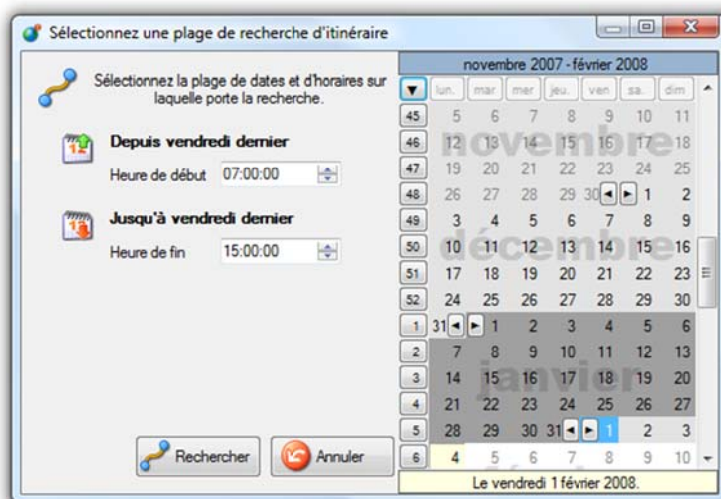 Sélectionnez une plage de recherche d'itinéraire
Sélectionnez la plage de dates et d'horaires sur
laquelle porte la recherche.
12
Depuis vendredi dernier
Heure de début 07:00:00
13
Jusqu'à vendredi dernier
Heure de fin 15:00:00
Rechercher Annuler
novembre 2007 - février 2008
lun. mar mer jeu. ven sa. dim
45 5 6 7 8 9 10 11
novembre
46 12 13 14 15 16 17 18
47 19 20 21 22 23 24 25
48 26 27 28 29 30 1 2
49 3 4 5 6 7 8 9
décembre
50 10 11 12 13 14 15 16
51 17 18 19 20 21 22 23
52 24 25 26 27 28 29 30
1 31 1 2 3 4 5 6
2 7 8 9 10 11 12 13
janvier
3 14 15 16 17 18 19 20
4 21 22 23 24 25 26 27
5 28 29 30 31 1 2 3
6 4 5 6 7 8 9 10
Le vendredi 1 février 2008.